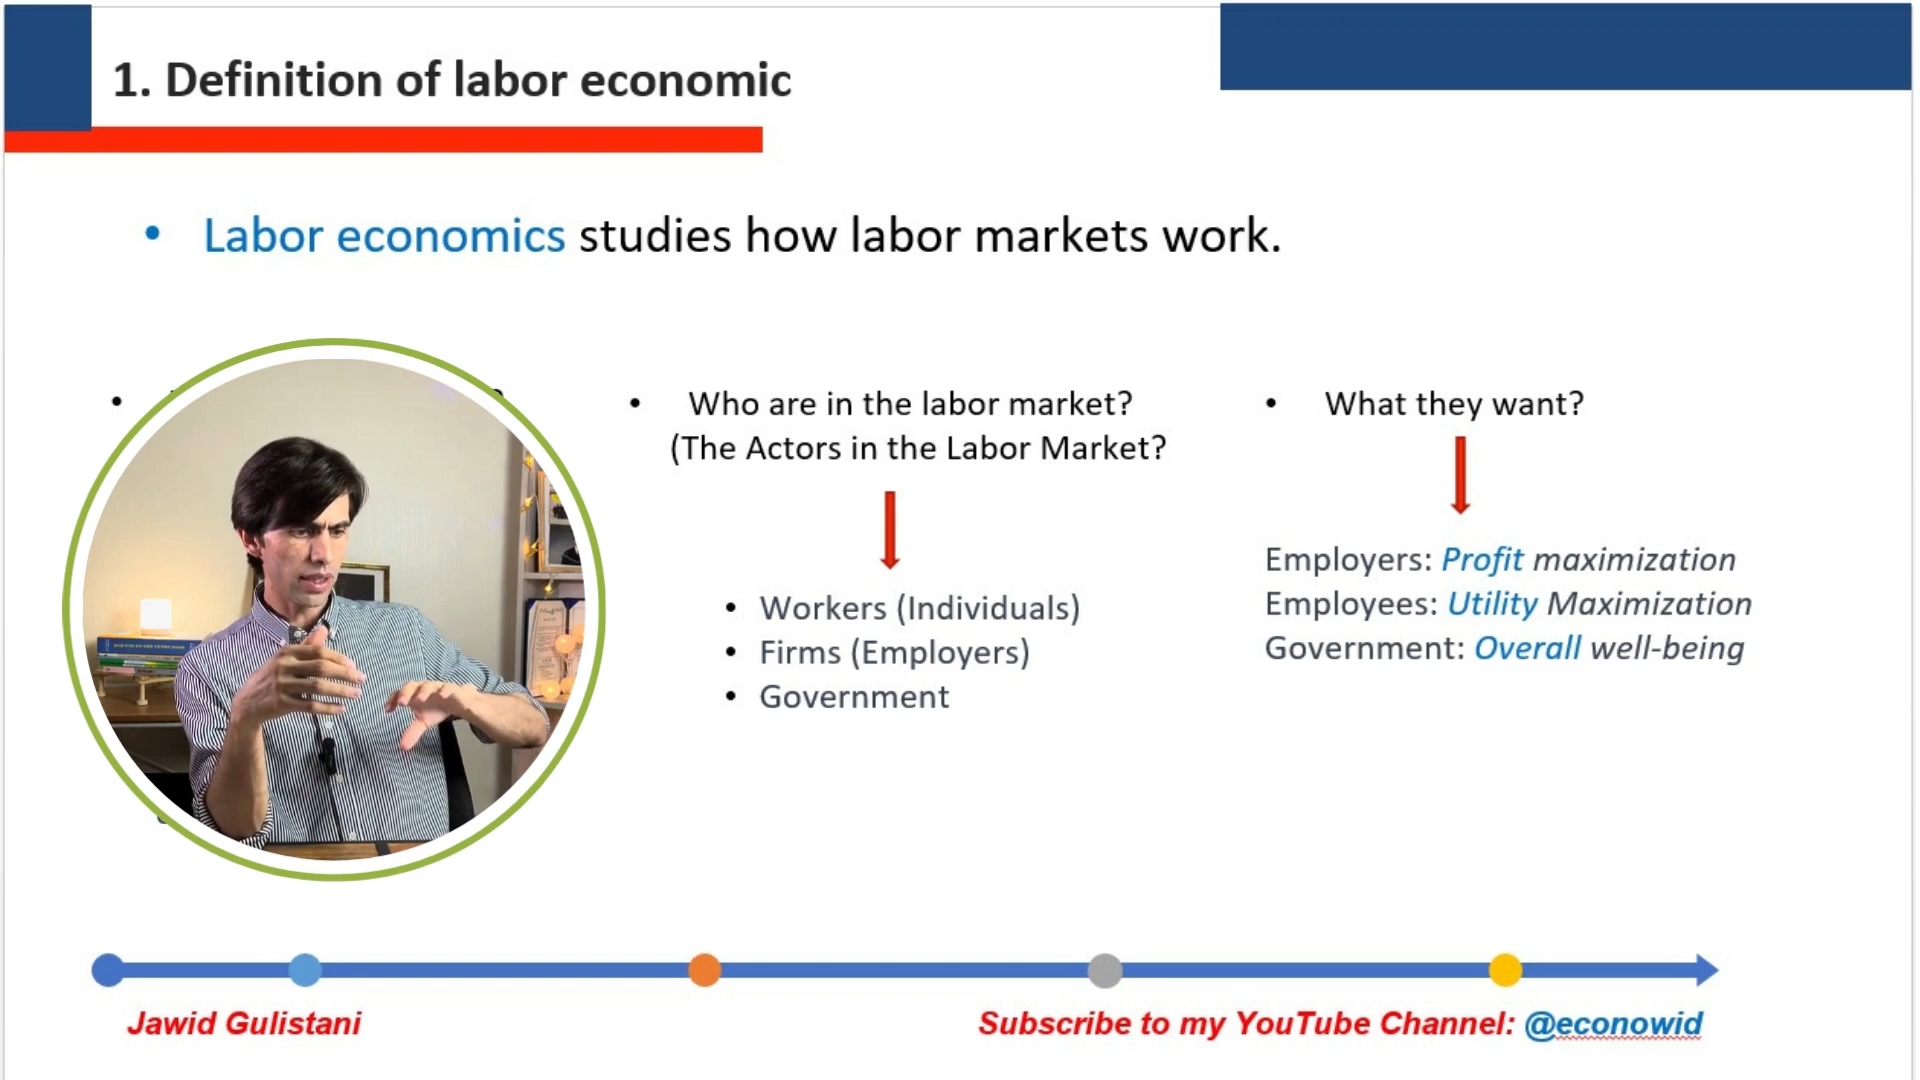 1. Definition of labor economic
• Labor economics studies how labor markets work.
•
• Who are in the labor market?
(The Actors in the Labor Market?
• Workers (Individuals)
• Firms (Employers)
• Government
• What they want?
Employers: Profit maximization
Employees: Utility Maximization
Government: Overall well-being
Jawid Gulistani
Subscribe to my YouTube Channel: @econowid